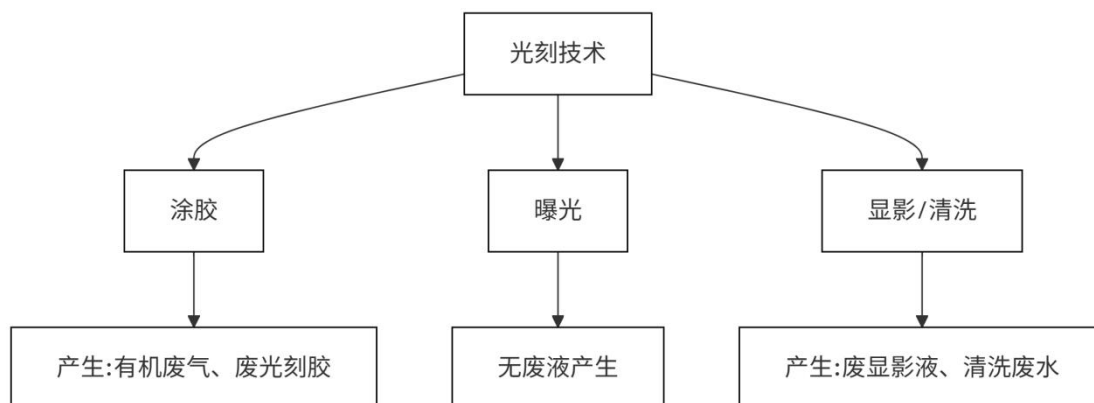 光刻技术
涂胶
曝光
显影/清洗
产生:有机废气、废光刻胶
无废液产生
产生:废显影液、清洗废水